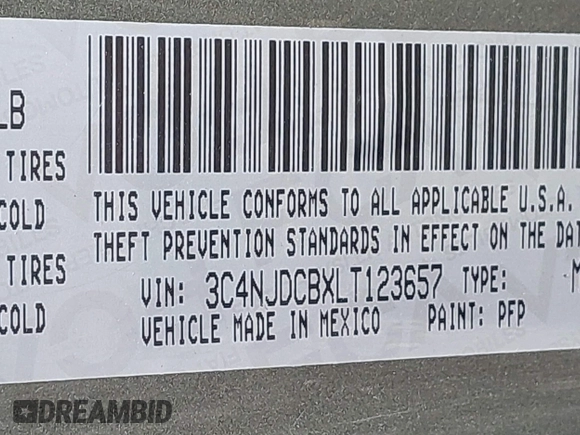 LB
TIRES
COLD
TIRES
COLD
THIS VEHICLE CONFORMS TO ALL APPLICABLE U.S.A.
THEFT PREVENTION STANDARDS IN EFFECT ON THE DAT
VIN: 3C4NJDCBXLT123657 TYPE: M
VEHICLE MADE IN MEXICO PAINT: PFP
DREAMBID